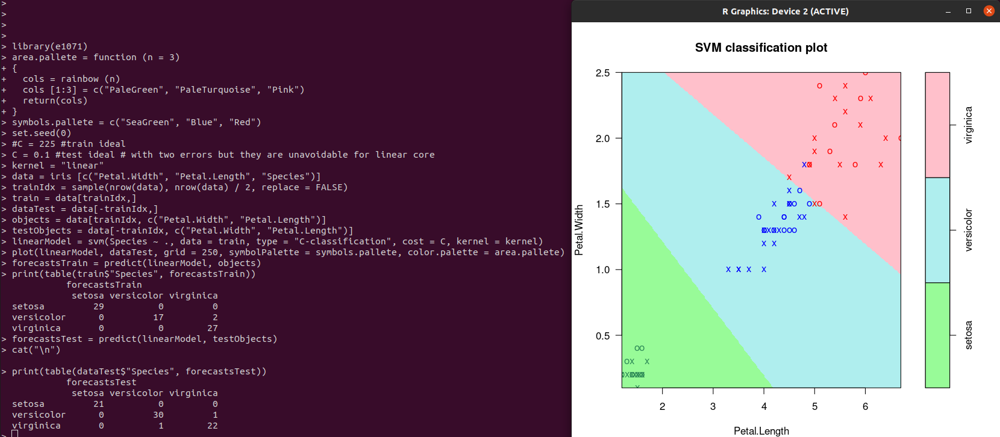 >
>
>
>
> library(e1071)
> area.pallete = function (n = 3)
+ {
+   cols = rainbow (n)
+   cols [1:3] = c("PaleGreen", "PaleTurquoise", "Pink")
+   return(cols)
+ }
> symbols.pallete = c("SeaGreen", "Blue", "Red")
> set.seed(0)
> #C = 225 #train ideal
> C = 0.1 #test ideal # with two errors but they are unavoidable for linear core
> kernel = "linear"
> data = iris [c("Petal.Width", "Petal.Length", "Species")]
> trainIdx = sample(nrow(data), nrow(data) / 2, replace = FALSE)
> train = data[trainIdx,]
> dataTest = data[-trainIdx,]
> objects = data[trainIdx, c("Petal.Width", "Petal.Length")]
> testObjects = data[-trainIdx, c("Petal.Width", "Petal.Length")]
> linearModel = svm(Species ~ ., data = train, type = "C-classification", cost = C, kernel = kernel)
> plot(linearModel, dataTest, grid = 250, symbolPalette = symbols.pallete, color.palette = area.pallete)
> forecastsTrain = predict(linearModel, objects)
> print(table(train$"Species", forecastsTrain))
forecastsTrain
setosa versicolor virginica
setosa 29 0 0
versicolor 0 17 2
virginica 0 0 27
> forecastsTest = predict(linearModel, testObjects)
> cat("\n")
> print(table(dataTest$"Species", forecastsTest))
forecastsTest
setosa versicolor virginica
setosa 21 0 0
versicolor 0 30 1
virginica 0 1 22
>
R Graphics: Device 2 (ACTIVE)
SVM classification plot
2.5
2.0
1.5
1.0
0.5
Petal.Width
2 3 4 5 6
Petal.Length
virginica
versicolor
setosa